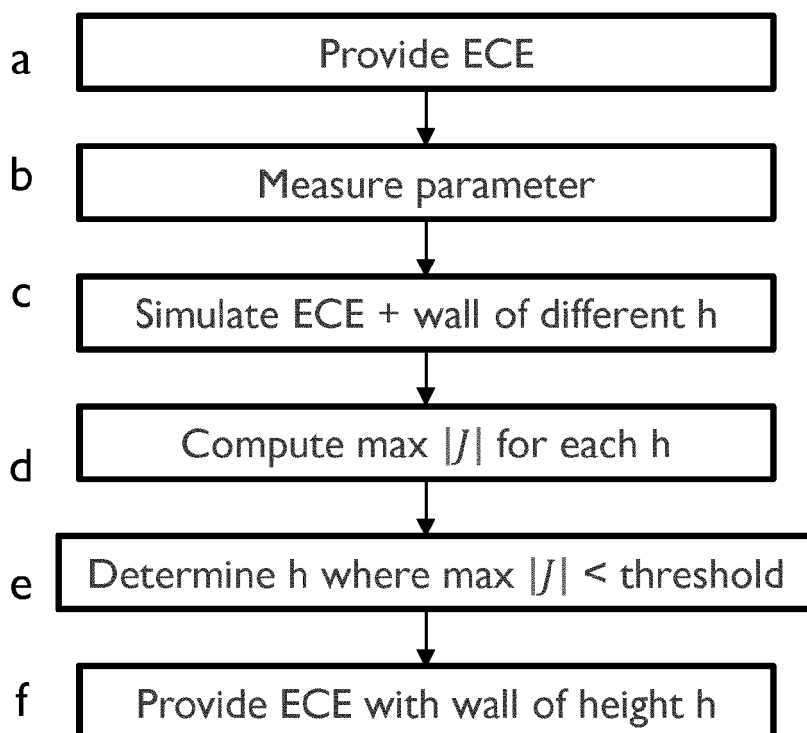 a Provide ECE
b Measure parameter
c Simulate ECE + wall of different h
d Compute max |J| for each h
e Determine h where max |J| < threshold
f Provide ECE with wall of height h